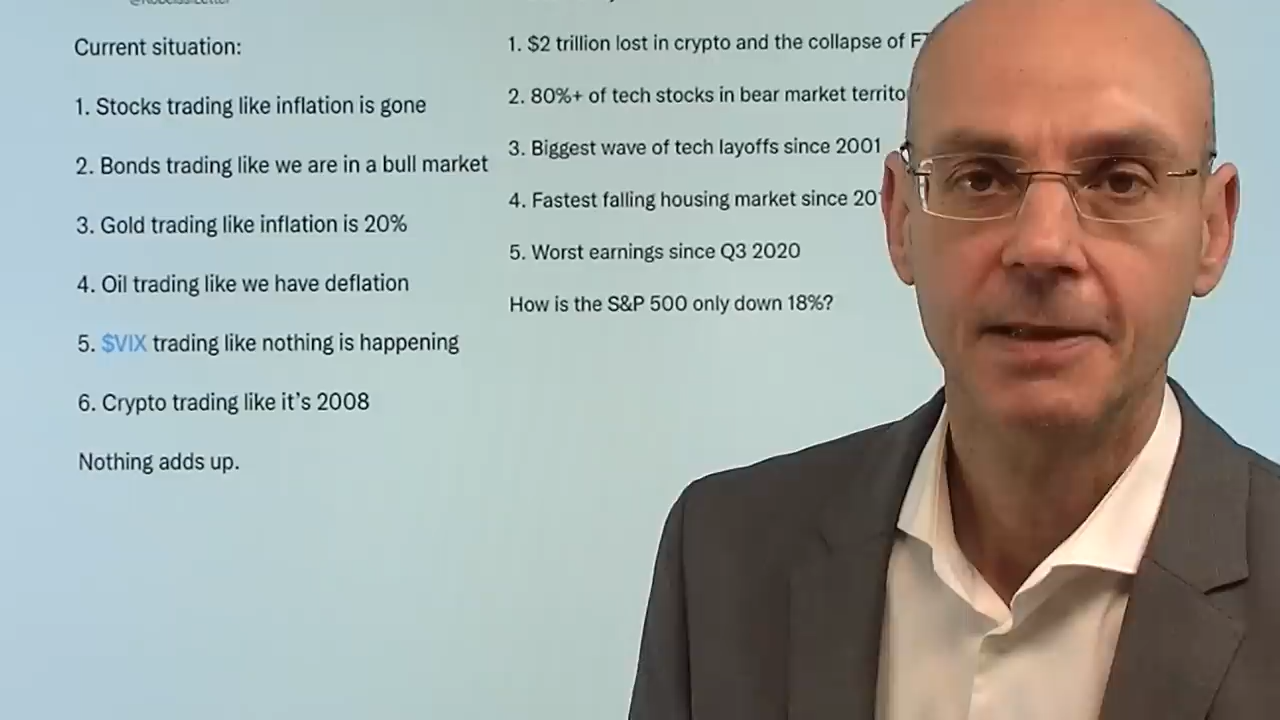 Current situation:
1. Stocks trading like inflation is gone
2. Bonds trading like we are in a bull market
3. Gold trading like inflation is 20%
4. Oil trading like we have deflation
5. $VIX trading like nothing is happening
6. Crypto trading like it's 2008
Nothing adds up.
1. $2 trillion lost in crypto and the collapse of
2. 80%+ of tech stocks in bear market
3. Biggest wave of tech layoffs since 2001
4. Fastest falling housing market since
5. Worst earnings since Q3 2020
How is the S&P 500 only down 18%?